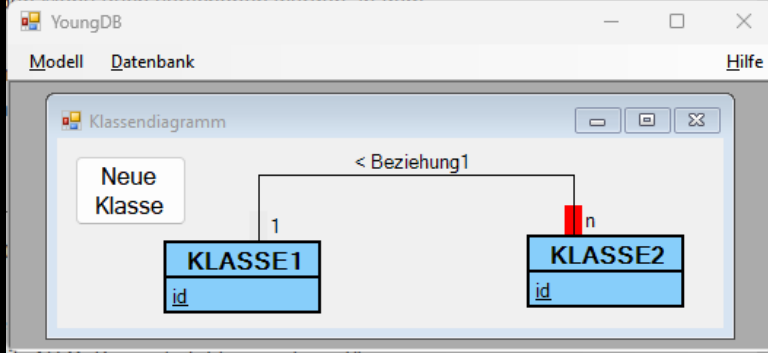 YoungDB
Modell Datenbank Hilfe
Klassendiagramm
Neue
Klasse
< Beziehung1
1
n
KLASSE1
id
KLASSE2
id